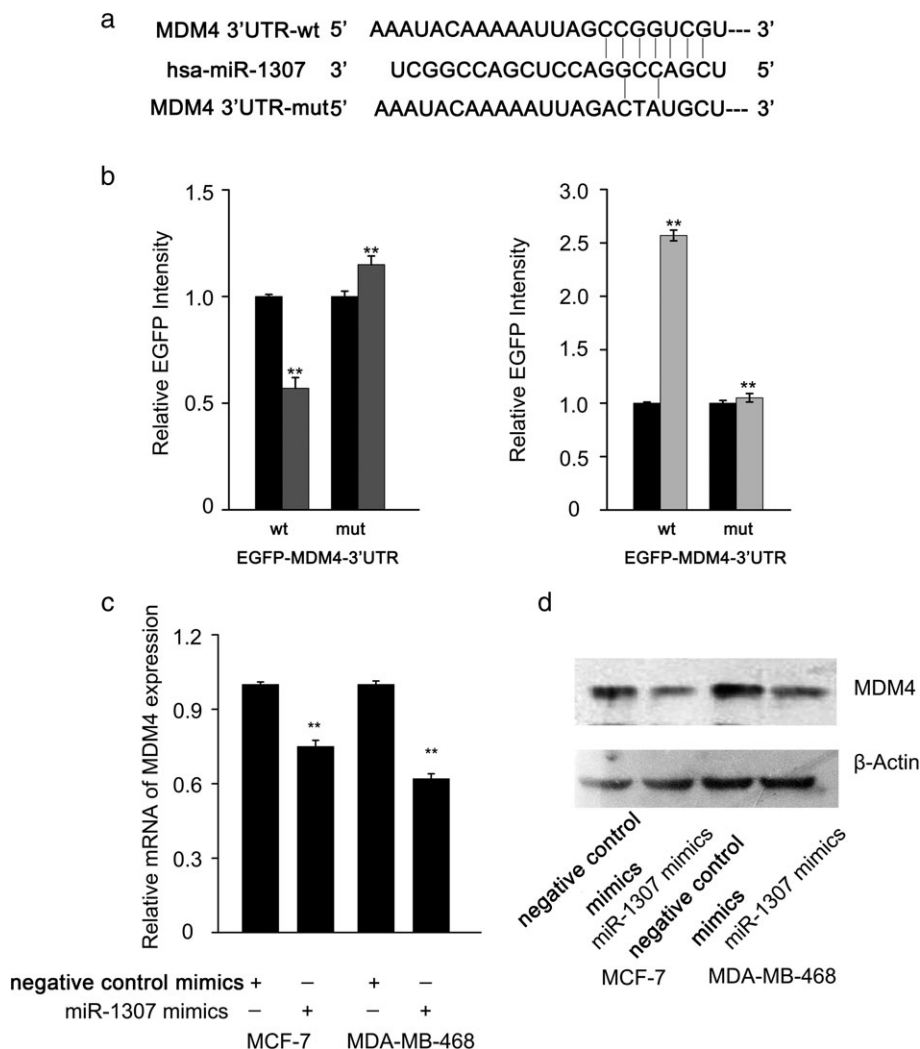 a
MDM4 3'UTR-wt 5' AAAUACAAAAAUUAGCCGGUCGU--- 3'
hsa-miR-1307 3' UCGGCCAGCUCCAGGCCAGCU 5'
MDM4 3'UTR-mut5' AAAUACAAAAAUUAGACTAUGCU--- 3'
b
Relative EGFP Intensity
1.5
1.0
0.5
0
**
**
wt mut
EGFP-MDM4-3'UTR
Relative EGFP Intensity
3.0
2.5
2.0
1.5
1.0
0.5
0
**
**
wt mut
EGFP-MDM4-3'UTR
c
Relative mRNA of MDM4 expression
1.2
0.9
0.6
0.3
0
**
**
negative control mimics + – + –
miR-1307 mimics – + – +
MCF-7 MDA-MB-468
d
MDM4
β-Actin
negative control
mimics
miR-1307 mimics
negative control
mimics
miR-1307 mimics
MCF-7 MDA-MB-468